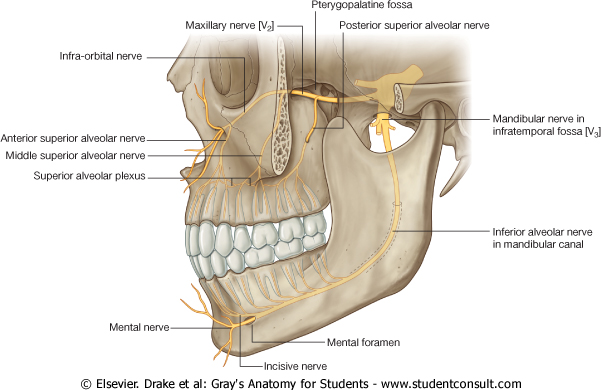 Pterygopalatine fossa
Maxillary nerve [V2]
Posterior superior alveolar nerve
Infra-orbital nerve
Mandibular nerve in
infratemporal fossa [V3]
Anterior superior alveolar nerve
Middle superior alveolar nerve
Superior alveolar plexus
Inferior alveolar nerve
in mandibular canal
Mental nerve
Mental foramen
Incisive nerve
© Elsevier. Drake et al: Gray's Anatomy for Students - www.studentconsult.com